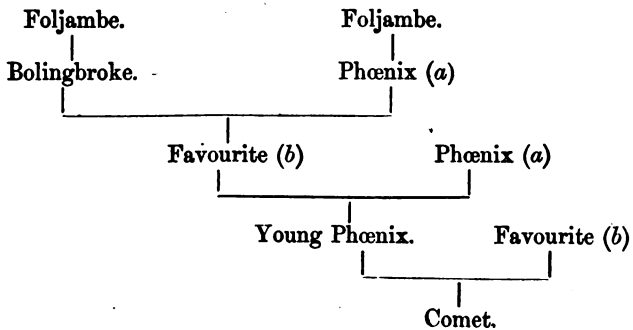 Foljambe. Foljambe.
Bolingbroke. Phœnix (a)
Favourite (b) Phœnix (a)
Young Phœnix. Favourite (b)
Comet.